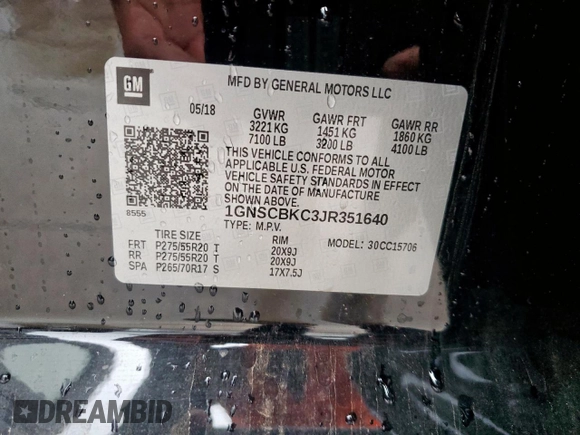 GM
MFD BY GENERAL MOTORS LLC
05/18 GVWR GAWR FRT GAWR RR
3221 KG 1451 KG 1860 KG
7100 LB 3200 LB 4100 LB
THIS VEHICLE CONFORMS TO ALL
APPLICABLE U.S. FEDERAL MOTOR
VEHICLE SAFETY STANDARDS IN EFFECT
ON THE DATE OF MANUFACTURE
SHOWN ABOVE.
8555 1GNSCBKC3JR351640
TYPE: M.P.V.
TIRE SIZE RIM MODEL: 30CC15706
FRT P275/55R20 T 20X9J
RR P275/55R20 T 20X9J
SPA P265/70R17 S 17X7.5J
DREAMBID